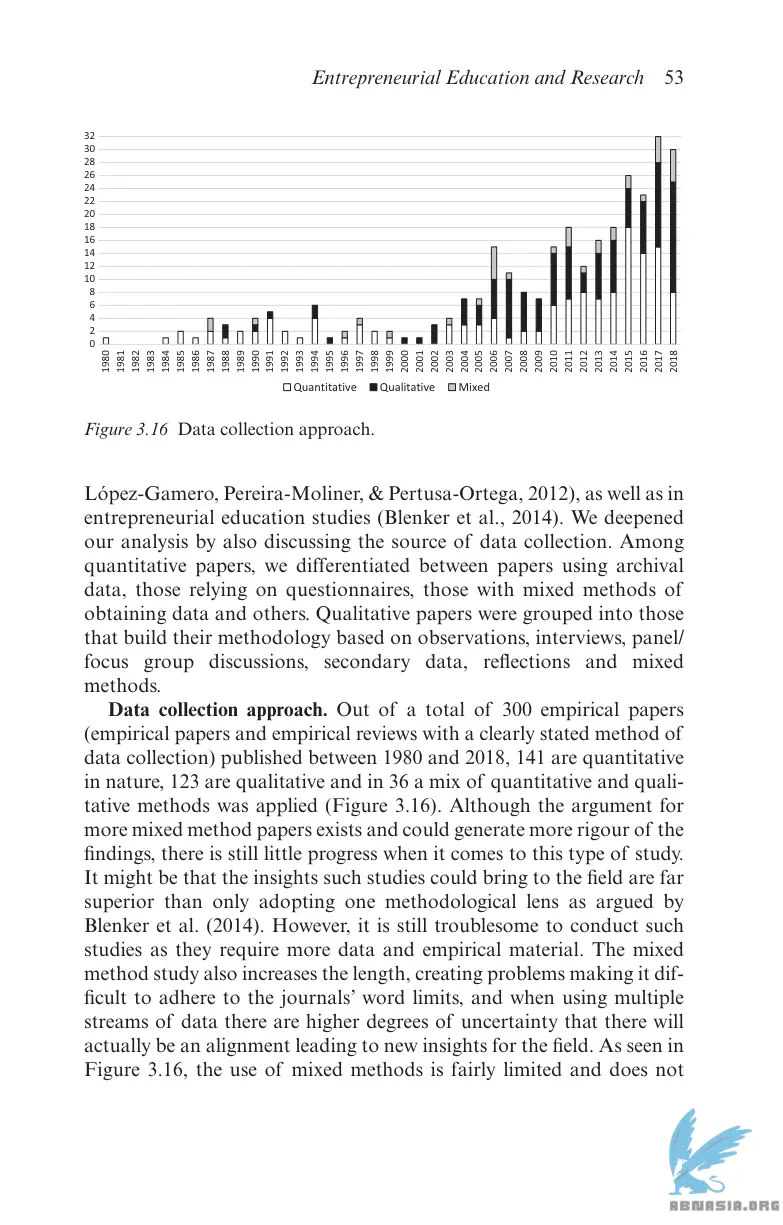 Entrepreneurial Education and Research 53
32
30
28
26
24
22
20
18
16
14
12
10
8
6
4
2
0
1980 1981 1982 1983 1984 1985 1986 1987 1988 1989 1990 1991 1992 1993 1994 1995 1996 1997 1998 1999 2000 2001 2002 2003 2004 2005 2006 2007 2008 2009 2010 2011 2012 2013 2014 2015 2016 2017 2018
Quantitative Qualitative Mixed
Figure 3.16 Data collection approach.
López-Gamero, Pereira-Moliner, & Pertusa-Ortega, 2012), as well as in
entrepreneurial education studies (Blenker et al., 2014). We deepened
our analysis by also discussing the source of data collection. Among
quantitative papers, we differentiated between papers using archival
data, those relying on questionnaires, those with mixed methods of
obtaining data and others. Qualitative papers were grouped into those
that build their methodology based on observations, interviews, panel/
focus group discussions, secondary data, reflections and mixed
methods.
Data collection approach. Out of a total of 300 empirical papers
(empirical papers and empirical reviews with a clearly stated method of
data collection) published between 1980 and 2018, 141 are quantitative
in nature, 123 are qualitative and in 36 a mix of quantitative and quali-
tative methods was applied (Figure 3.16). Although the argument for
more mixed method papers exists and could generate more rigour of the
findings, there is still little progress when it comes to this type of study.
It might be that the insights such studies could bring to the field are far
superior than only adopting one methodological lens as argued by
Blenker et al. (2014). However, it is still troublesome to conduct such
studies as they require more data and empirical material. The mixed
method study also increases the length, creating problems making it dif-
ficult to adhere to the journals' word limits, and when using multiple
streams of data there are higher degrees of uncertainty that there will
actually be an alignment leading to new insights for the field. As seen in
Figure 3.16, the use of mixed methods is fairly limited and does not
ABNASIA.ORG